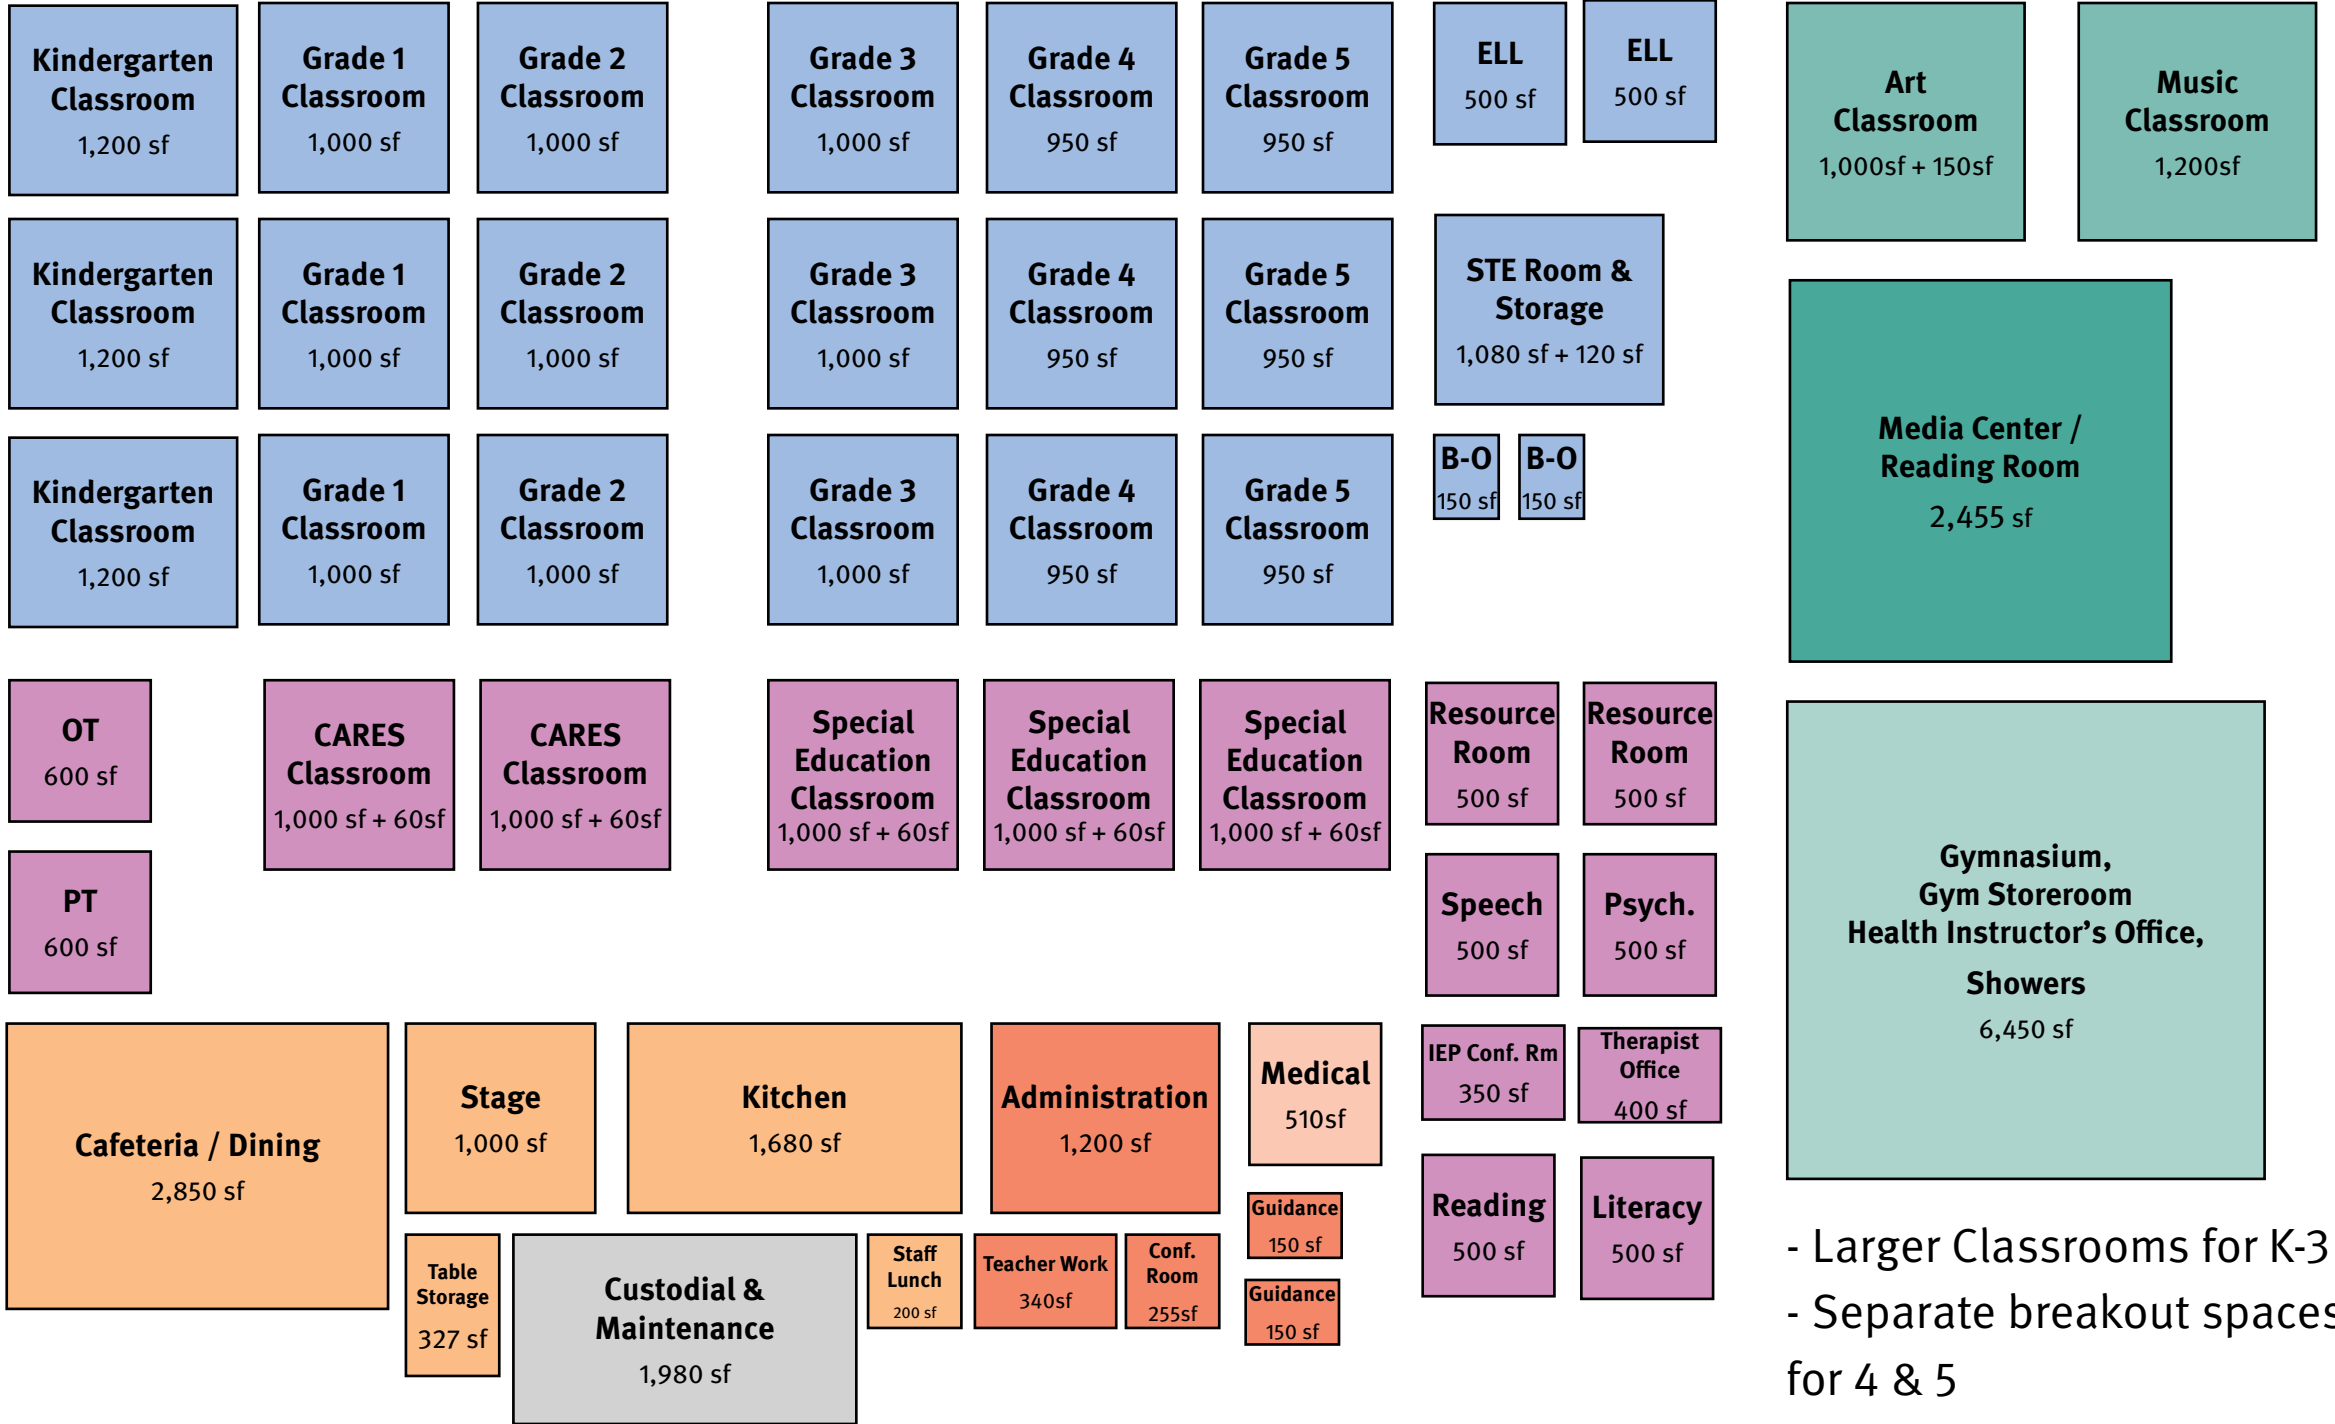 Kindergarten
Classroom
1,200 sf
Grade 1
Classroom
1,000 sf
Grade 2
Classroom
1,000 sf
Grade 3
Classroom
1,000 sf
Grade 4
Classroom
950 sf
Grade 5
Classroom
950 sf
ELL
500 sf
ELL
500 sf
Art
Classroom
1,000sf + 150sf
Music
Classroom
1,200sf
Kindergarten
Classroom
1,200 sf
Grade 1
Classroom
1,000 sf
Grade 2
Classroom
1,000 sf
Grade 3
Classroom
1,000 sf
Grade 4
Classroom
950 sf
Grade 5
Classroom
950 sf
STE Room &
Storage
1,080 sf + 120 sf
Media Center /
Reading Room
2,455 sf
Kindergarten
Classroom
1,200 sf
Grade 1
Classroom
1,000 sf
Grade 2
Classroom
1,000 sf
Grade 3
Classroom
1,000 sf
Grade 4
Classroom
950 sf
Grade 5
Classroom
950 sf
B-O
150 sf
B-O
150 sf
OT
600 sf
CARES
Classroom
1,000 sf + 60sf
CARES
Classroom
1,000 sf + 60sf
Special
Education
Classroom
1,000 sf + 60sf
Special
Education
Classroom
1,000 sf + 60sf
Special
Education
Classroom
1,000 sf + 60sf
Resource
Room
500 sf
Resource
Room
500 sf
PT
600 sf
Speech
500 sf
Psych.
500 sf
Gymnasium,
Gym Storeroom
Health Instructor’s Office,
Showers
6,450 sf
Cafeteria / Dining
2,850 sf
Stage
1,000 sf
Kitchen
1,680 sf
Administration
1,200 sf
Medical
510sf
IEP Conf. Rm
350 sf
Therapist
Office
400 sf
Table
Storage
327 sf
Custodial &
Maintenance
1,980 sf
Staff
Lunch
200 sf
Teacher Work
340sf
Conf.
Room
255sf
Guidance
150 sf
Guidance
150 sf
Reading
500 sf
Literacy
500 sf
- Larger Classrooms for K-3
- Separate breakout spaces
for 4 & 5